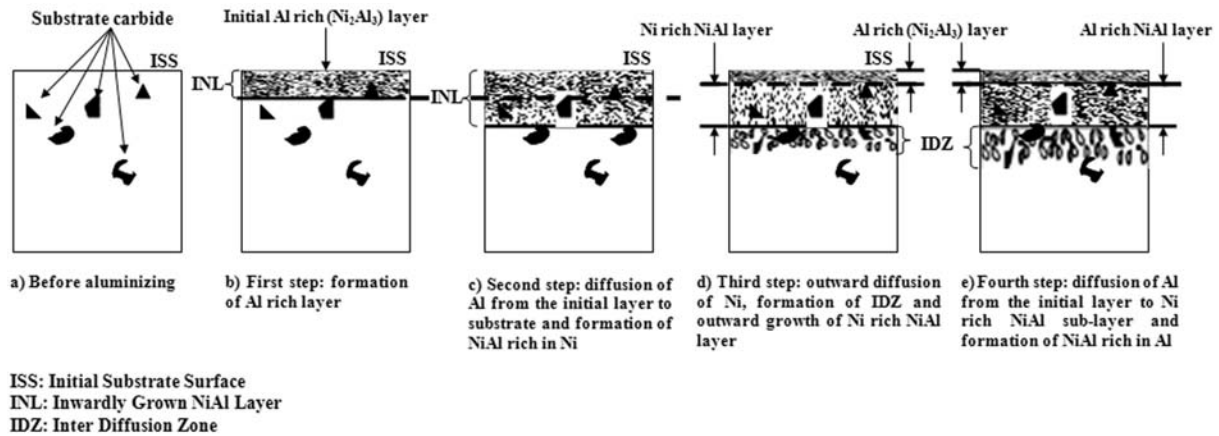 Substrate carbide
ISS
a) Before aluminizing
Initial Al rich (Ni₂Al₃) layer
ISS
INL
b) First step: formation
of Al rich layer
INL
c) Second step: diffusion of
Al from the initial layer to
substrate and formation of
NiAl rich in Ni
Ni rich NiAl
layer
Al rich (Ni₂Al₃) layer
ISS
IDZ
d) Third step: outward diffusion
of Ni, formation of IDZ and
outward growth of Ni rich NiAl
layer
Al rich NiAl
layer
e) Fourth step: diffusion of Al
from the initial layer to Ni
rich NiAl sub-layer and
formation of NiAl rich in Al
ISS: Initial Substrate Surface
INL: Inwardly Grown NiAl Layer
IDZ: Inter Diffusion Zone